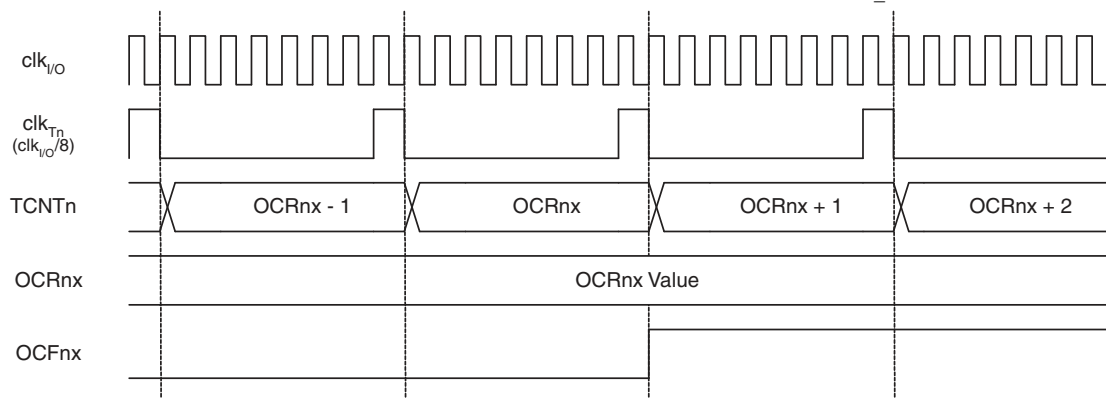 clkI/O
clkTn
(clkI/O/8)
TCNTn
OCRnx - 1
OCRnx
OCRnx + 1
OCRnx + 2
OCRnx
OCRnx Value
OCFnx